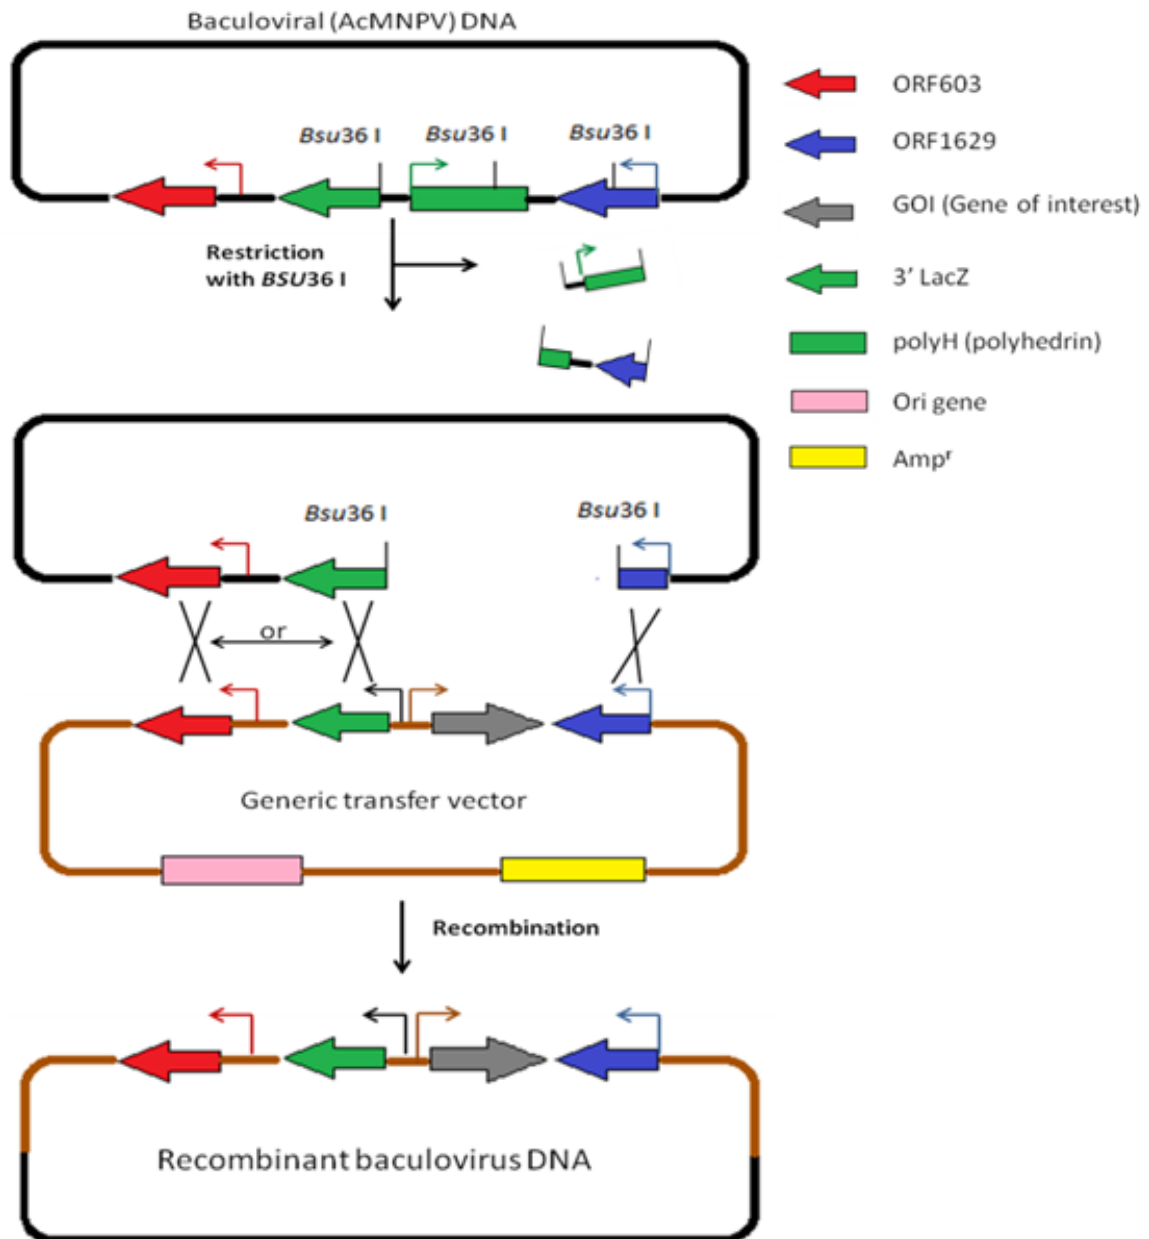 Baculoviral (AcMNPV) DNA
Bsu36 I
Bsu36 I
Bsu36 I
Restriction
with BSU36 I
ORF603
ORF1629
GOI (Gene of interest)
3' LacZ
polyH (polyhedrin)
Ori gene
Ampʳ
Bsu36 I
Bsu36 I
or
Generic transfer vector
Recombination
Recombinant baculovirus DNA